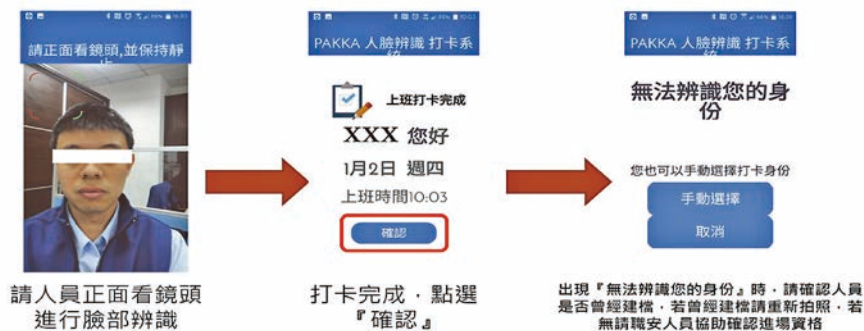 請正面看鏡頭,並保持靜
止
請人員正面看鏡頭
進行臉部辨識
10:03
PAKKA 人臉辨識 打卡系
統
上班打卡完成
XXX 您好
1月2日 週四
上班時間10:03
確認
打卡完成，點選
『確認』
PAKKA 人臉辨識 打卡系
統
無法辨識您的身
份
您也可以手動選擇打卡身份
手動選擇
取消
出現『無法辨識您的身份』時，請確認人員
是否曾經建檔，若曾經建檔請重新拍照，若
無請職安人員協助確認進場資格